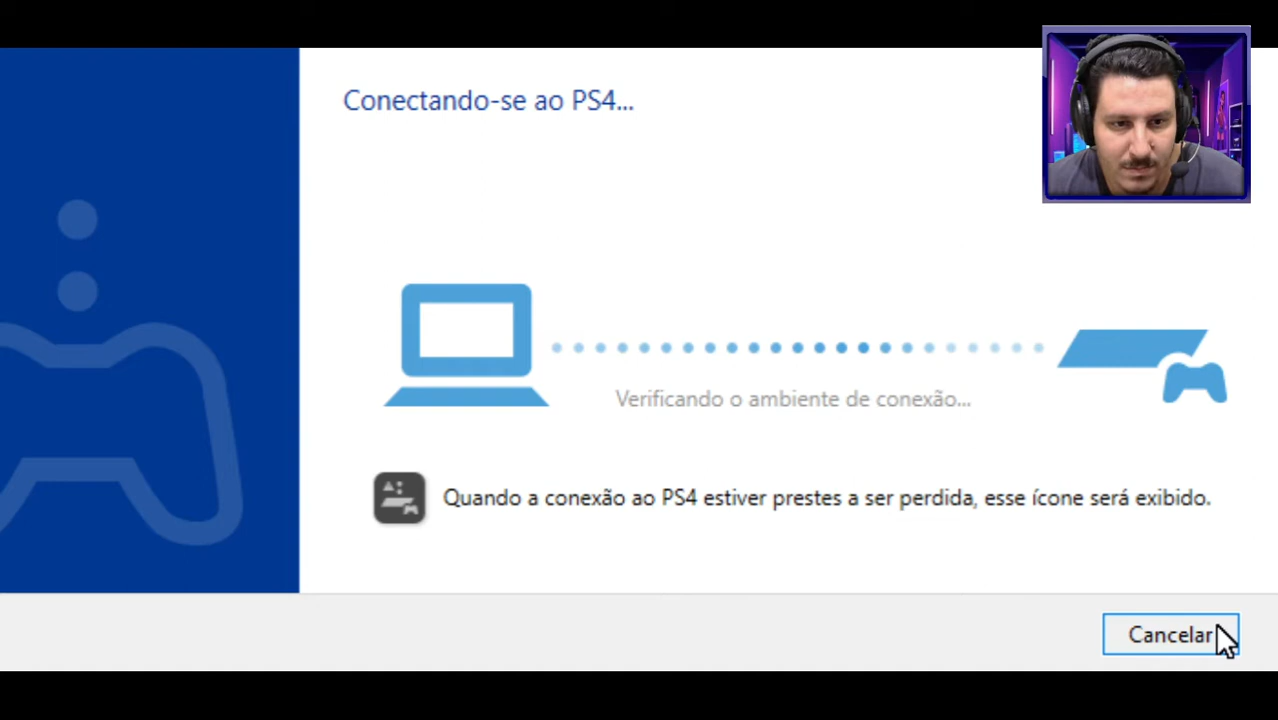 Conectando-se ao PS4...
Verificando o ambiente de conexão...
Quando a conexão ao PS4 estiver prestes a ser perdida, esse ícone será exibido.
Cancelar